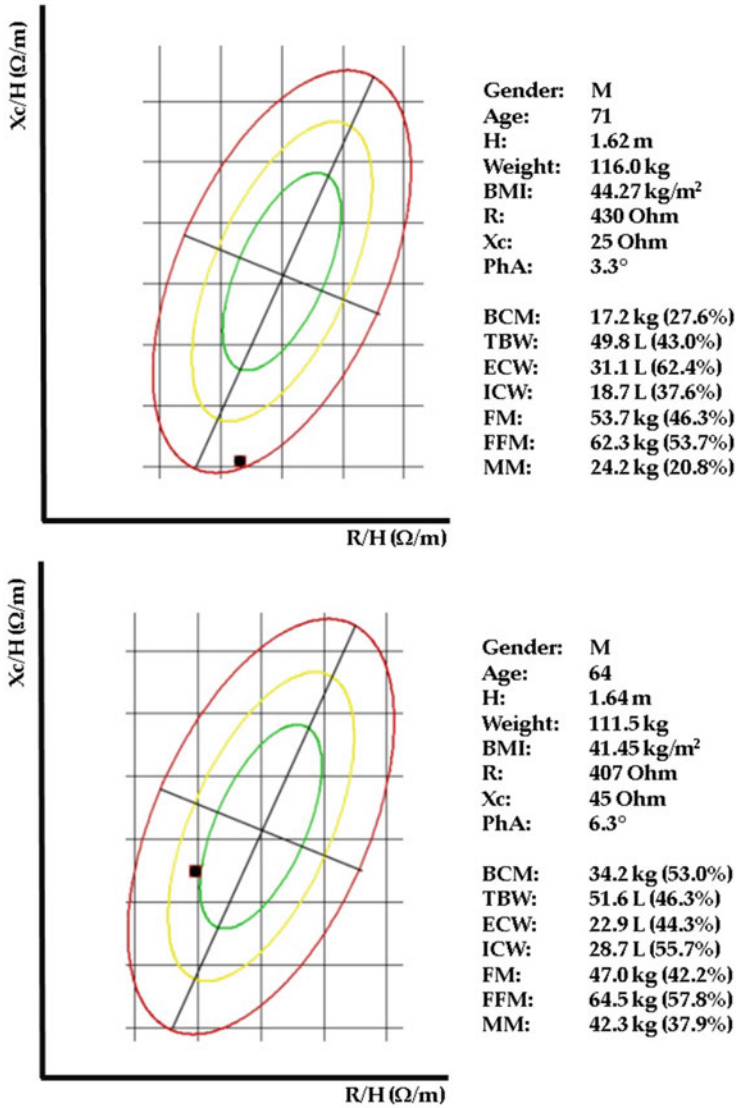 Xc/H (Ω/m)
Gender: M
Age: 71
H: 1.62 m
Weight: 116.0 kg
BMI: 44.27 kg/m²
R: 430 Ohm
Xc: 25 Ohm
PhA: 3.3°
BCM: 17.2 kg (27.6%)
TBW: 49.8 L (43.0%)
ECW: 31.1 L (62.4%)
ICW: 18.7 L (37.6%)
FM: 53.7 kg (46.3%)
FFM: 62.3 kg (53.7%)
MM: 24.2 kg (20.8%)
R/H (Ω/m)
Xc/H (Ω/m)
Gender: M
Age: 64
H: 1.64 m
Weight: 111.5 kg
BMI: 41.45 kg/m²
R: 407 Ohm
Xc: 45 Ohm
PhA: 6.3°
BCM: 34.2 kg (53.0%)
TBW: 51.6 L (46.3%)
ECW: 22.9 L (44.3%)
ICW: 28.7 L (55.7%)
FM: 47.0 kg (42.2%)
FFM: 64.5 kg (57.8%)
MM: 42.3 kg (37.9%)
R/H (Ω/m)